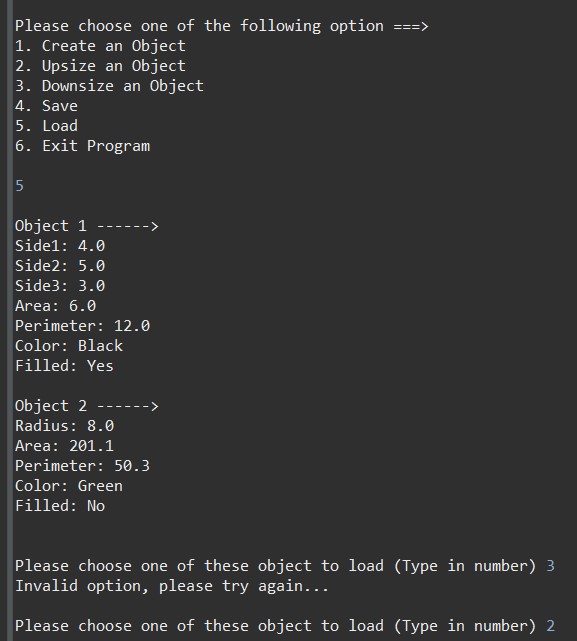 Please choose one of the following option ===>
1. Create an Object
2. Upsize an Object
3. Downsize an Object
4. Save
5. Load
6. Exit Program
5
Object 1 ------>
Side1: 4.0
Side2: 5.0
Side3: 3.0
Area: 6.0
Perimeter: 12.0
Color: Black
Filled: Yes
Object 2 ------>
Radius: 8.0
Area: 201.1
Perimeter: 50.3
Color: Green
Filled: No
Please choose one of these object to load (Type in number) 3
Invalid option, please try again...
Please choose one of these object to load (Type in number) 2